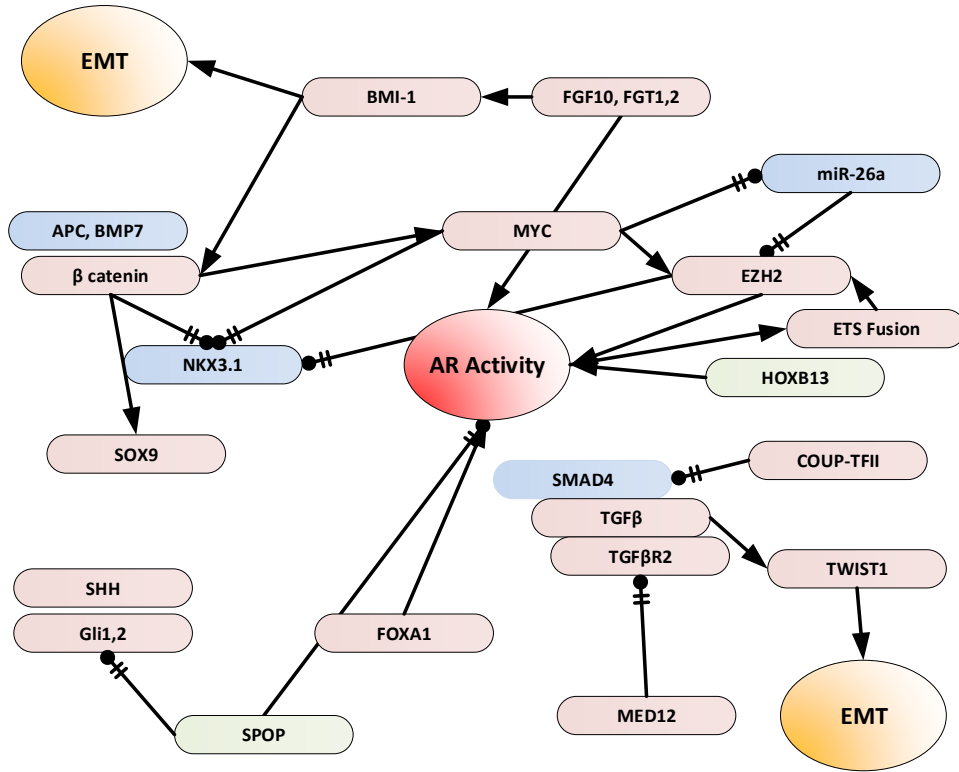 EMT
BMI-1
FGF10, FGT1,2
miR-26a
APC, BMP7
MYC
β catenin
EZH2
ETS Fusion
NKX3.1
AR Activity
HOXB13
SOX9
COUP-TFII
SMAD4
TGFβ
TGFβR2
TWIST1
SHH
Gli1,2
FOXA1
MED12
EMT
SPOP